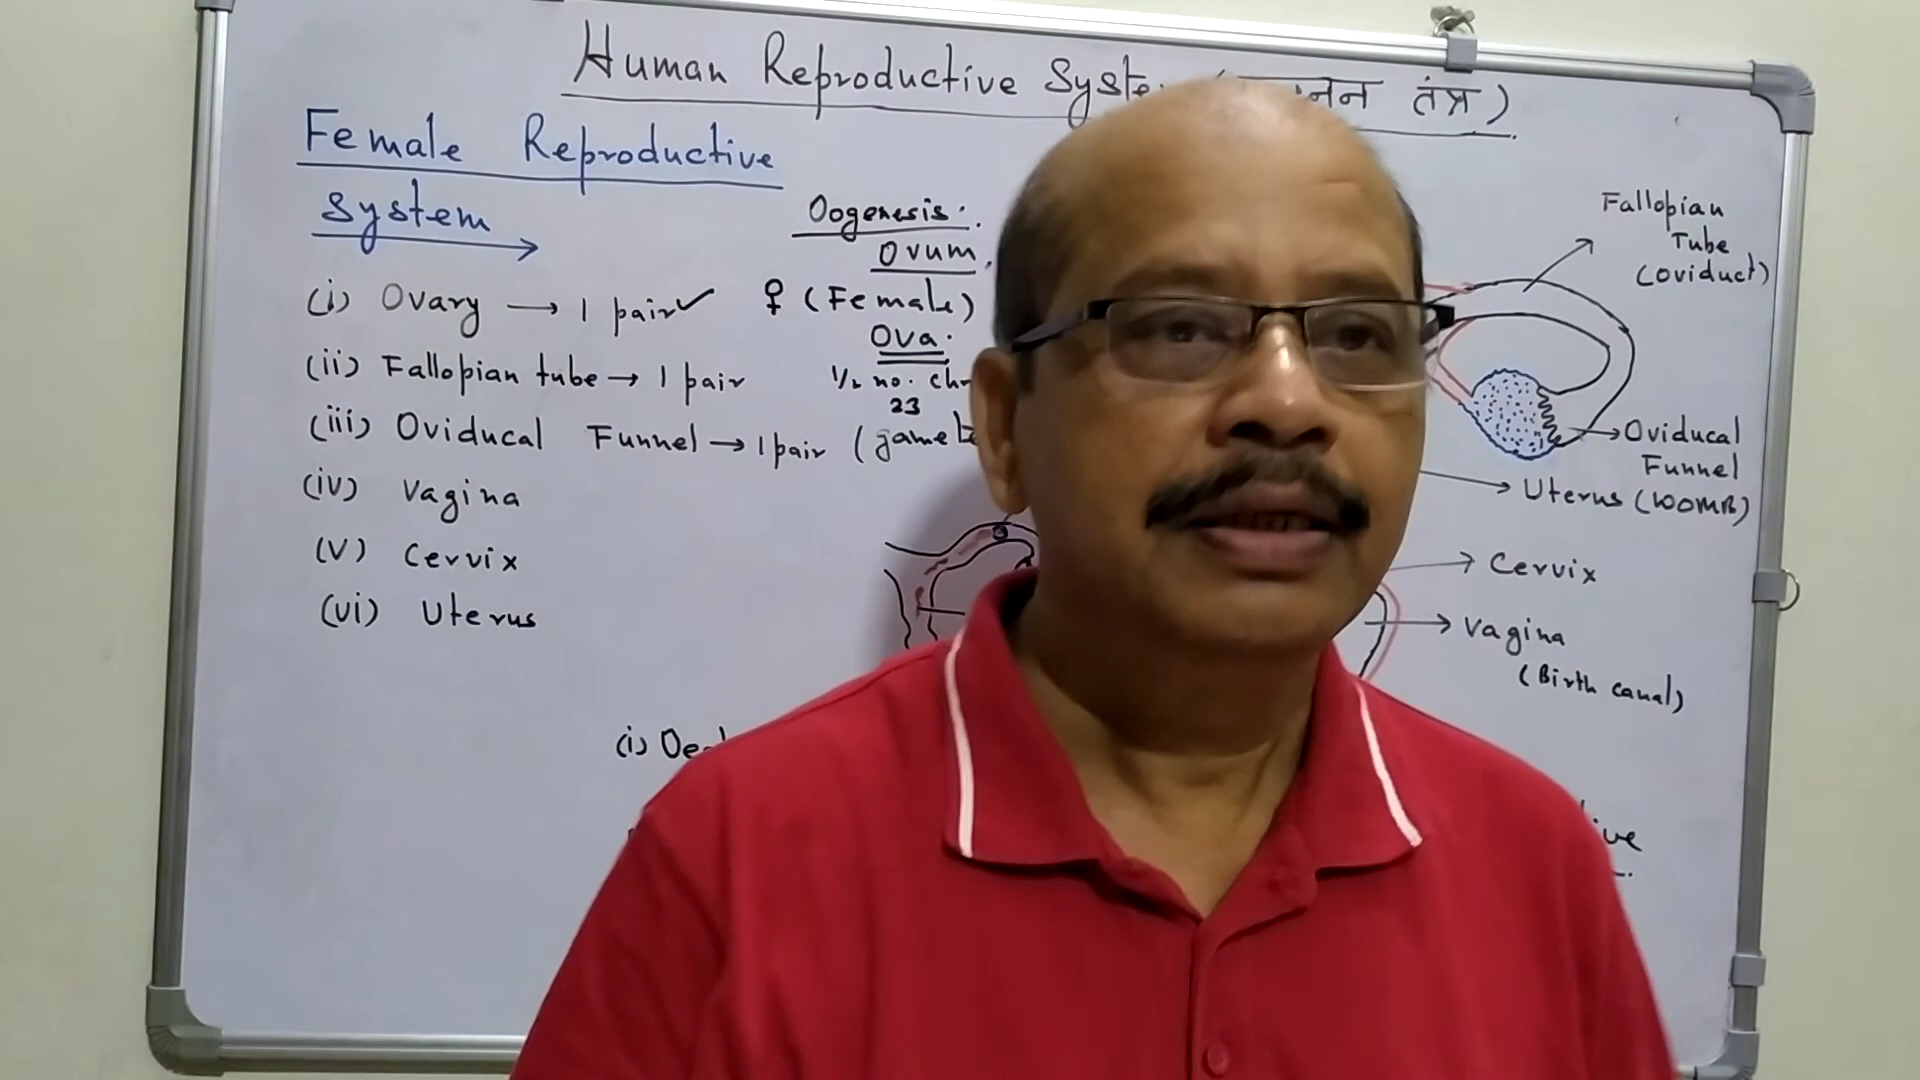 Human Reproductive Syste
तंत्र)
Female Reproductive
System
(i) Ovary → 1 pair✓
(ii) Fallopian tube → 1 pair
(iii) Oviducal Funnel → 1 pair
(iv) Vagina
(v) Cervix
(vi) Uterus
Oogenesis:
Ovum
♀ (Female)
Ova.
1/2 no. ch
23
(gamete
Fallopian
Tube
(Oviduct)
Oviducal
Funnel
Uterus (WOMB)
Cervix
Vagina
(Birth canal)
(i)